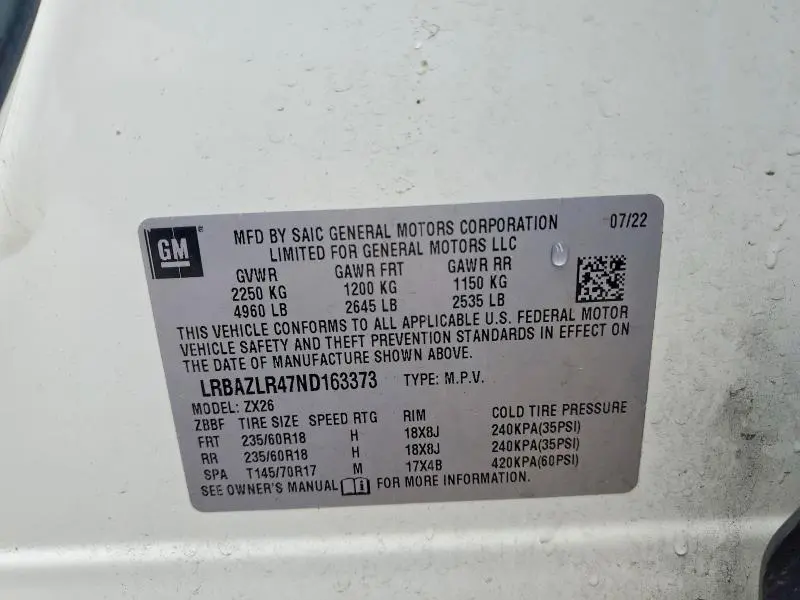 GM ®
MFD BY SAIC GENERAL MOTORS CORPORATION 07/22
LIMITED FOR GENERAL MOTORS LLC
GVWR GAWR FRT GAWR RR
2250 KG 1200 KG 1150 KG
4960 LB 2645 LB 2535 LB
THIS VEHICLE CONFORMS TO ALL APPLICABLE U.S. FEDERAL MOTOR
VEHICLE SAFETY AND THEFT PREVENTION STANDARDS IN EFFECT ON
THE DATE OF MANUFACTURE SHOWN ABOVE.
LRBAZLR47ND163373 TYPE: M.P.V.
MODEL: ZX26
ZBBF TIRE SIZE SPEED RTG RIM COLD TIRE PRESSURE
FRT 235/60R18 H 18X8J 240KPA(35PSI)
RR 235/60R18 H 18X8J 240KPA(35PSI)
SPA T145/70R17 M 17X4B 420KPA(60PSI)
SEE OWNER'S MANUAL FOR MORE INFORMATION.